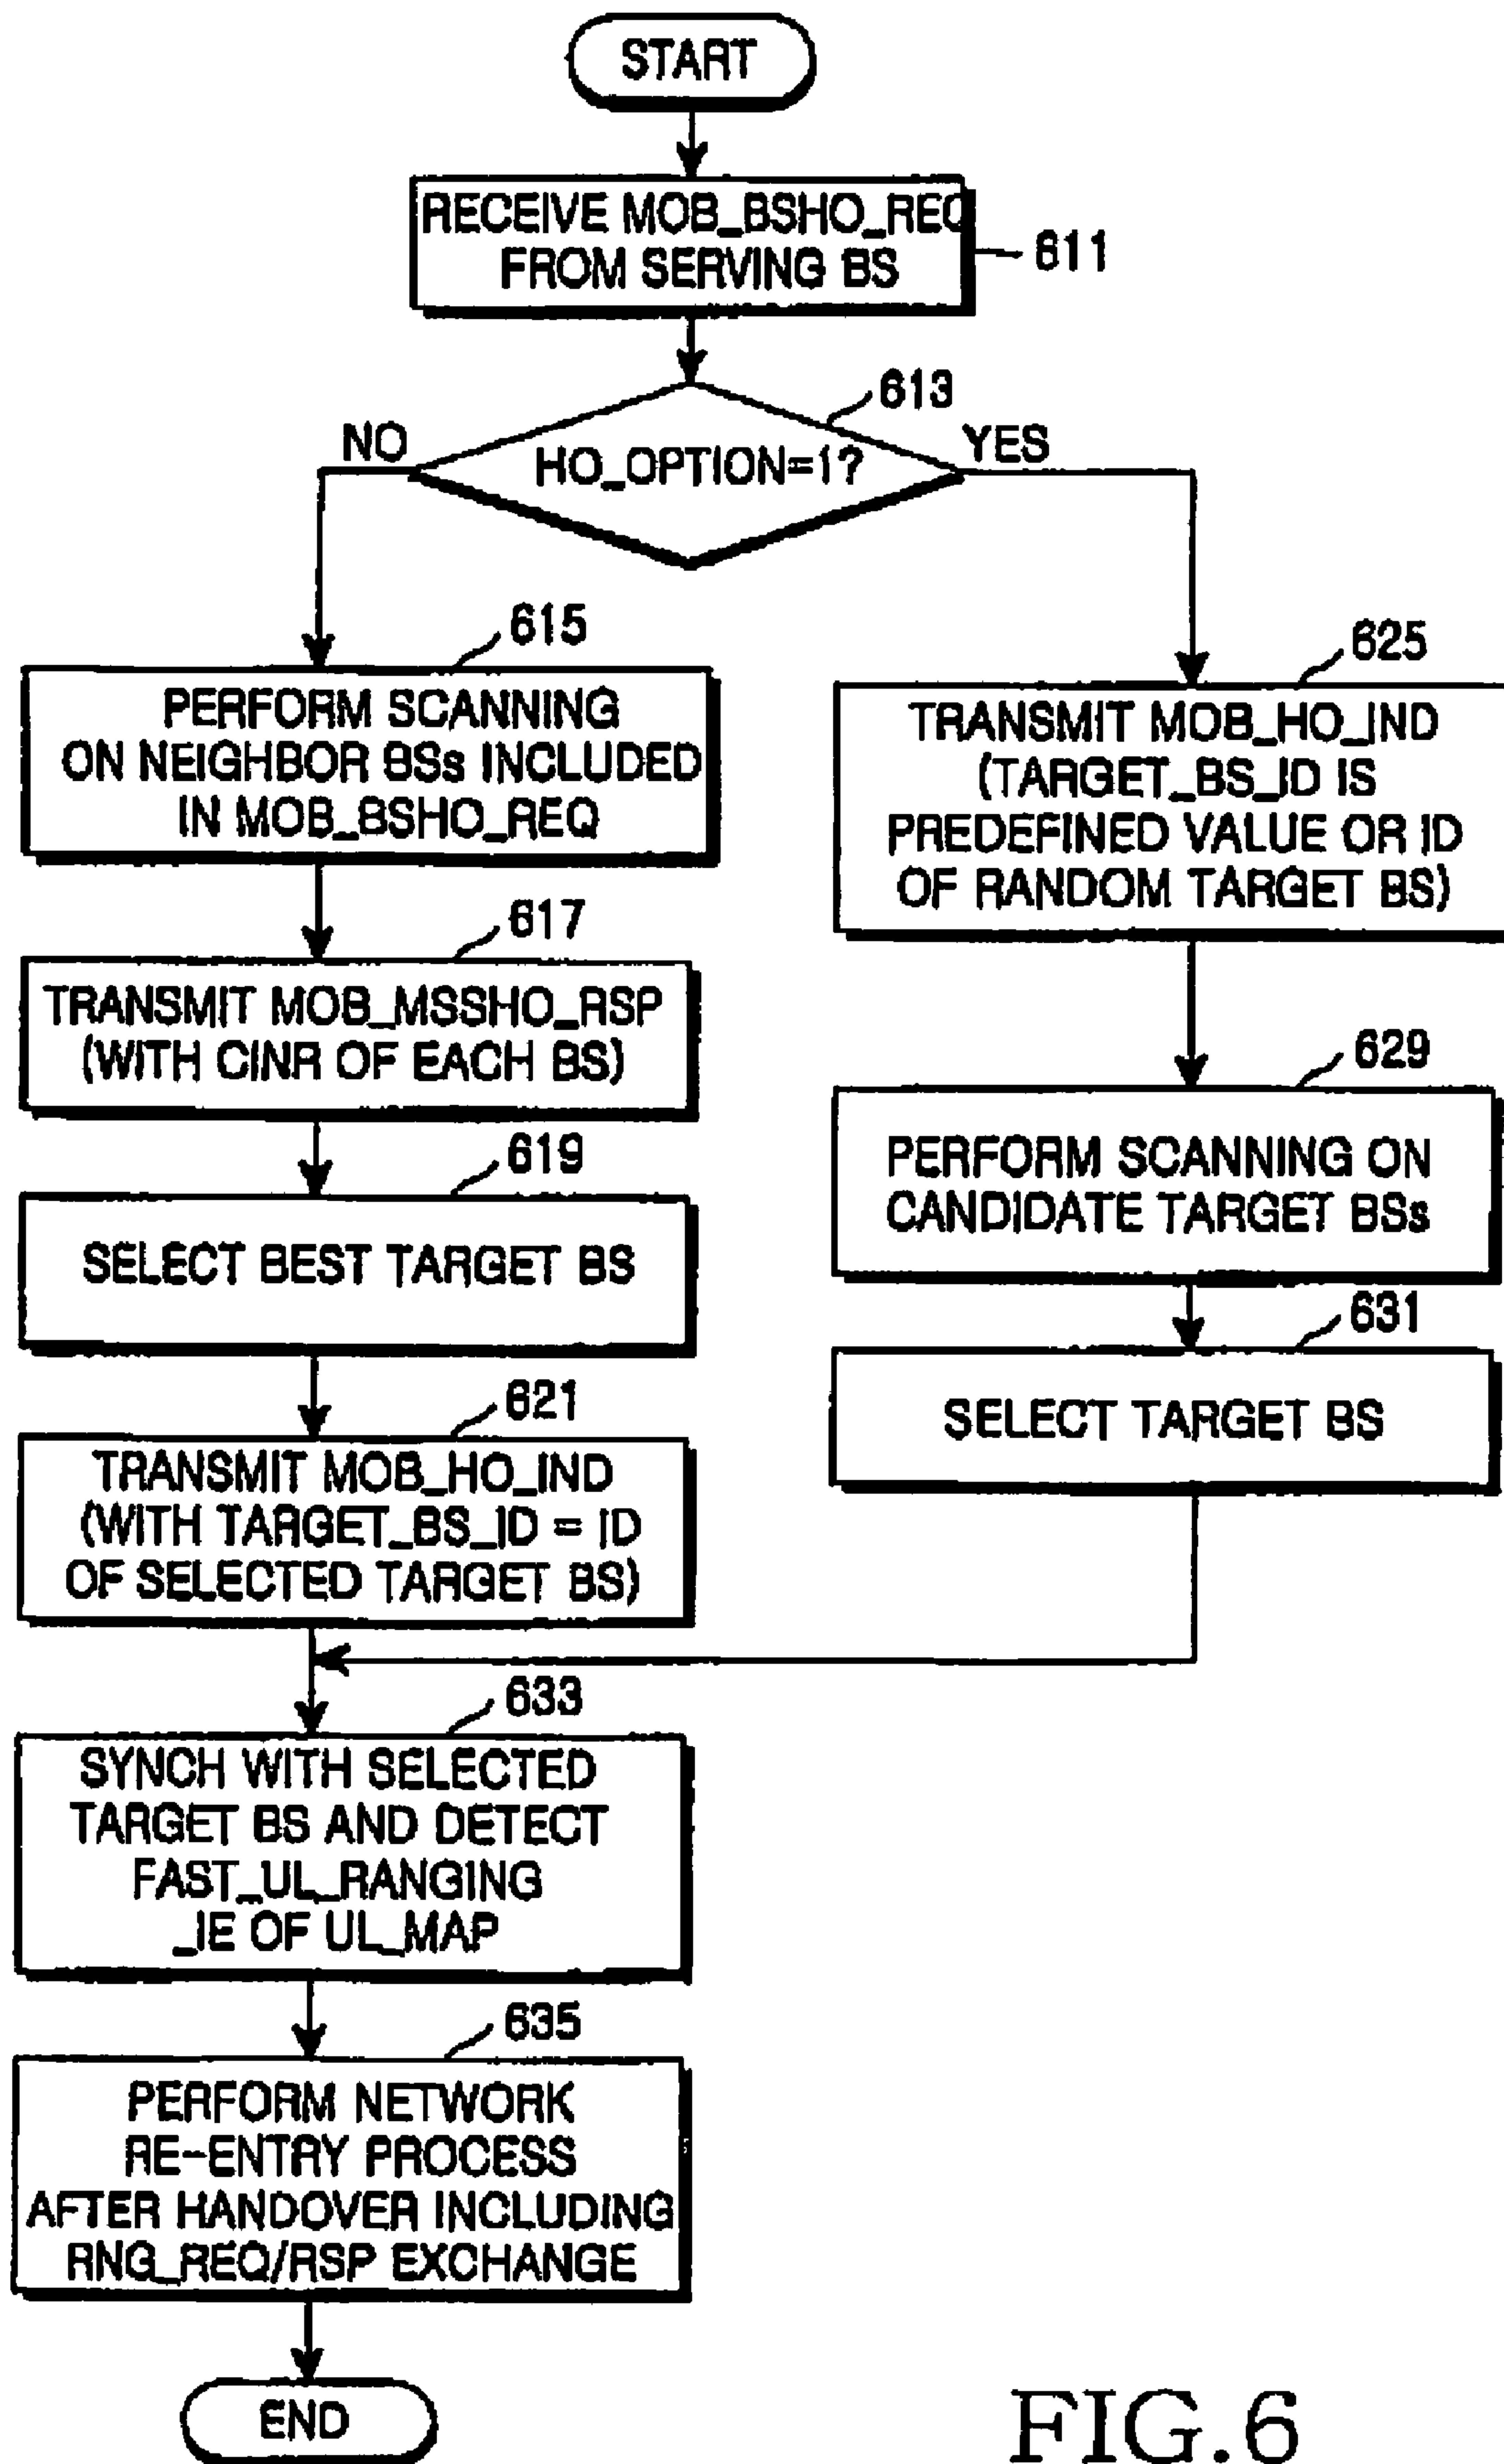 START
RECEIVE MOB_BSHO_REQ
FROM SERVING BS
611
613
NO
HO_OPTION=1?
YES
615
PERFORM SCANNING
ON NEIGHBOR BSs INCLUDED
IN MOB_BSHO_REQ
617
TRANSMIT MOB_MSSHO_RSP
(WITH CINR OF EACH BS)
619
SELECT BEST TARGET BS
621
TRANSMIT MOB_HO_IND
(WITH TARGET_BS_ID = ID
OF SELECTED TARGET BS)
625
TRANSMIT MOB_HO_IND
(TARGET_BS_ID IS
PREDEFINED VALUE OR ID
OF RANDOM TARGET BS)
629
PERFORM SCANNING ON
CANDIDATE TARGET BSs
631
SELECT TARGET BS
633
SYNCH WITH SELECTED
TARGET BS AND DETECT
FAST_UL_RANGING
_IE OF UL_MAP
635
PERFORM NETWORK
RE-ENTRY PROCESS
AFTER HANDOVER INCLUDING
RNG_REQ/RSP EXCHANGE
END
FIG.6